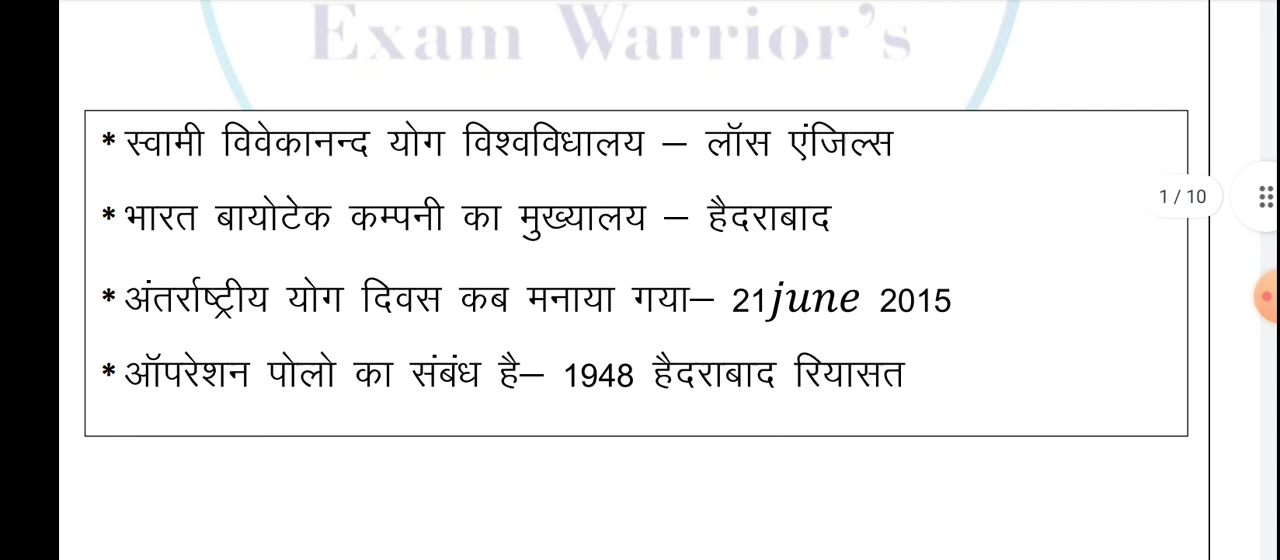 Exam Warrior's
* स्वामी विवेकानन्द योग विश्वविधालय – लॉस एंजिल्स
1 / 10
* भारत बायोटेक कम्पनी का मुख्यालय – हैदराबाद
* अंतर्राष्ट्रीय योग दिवस कब मनाया गया– 21june 2015
* ऑपरेशन पोलो का संबंध है– 1948 हैदराबाद रियासत